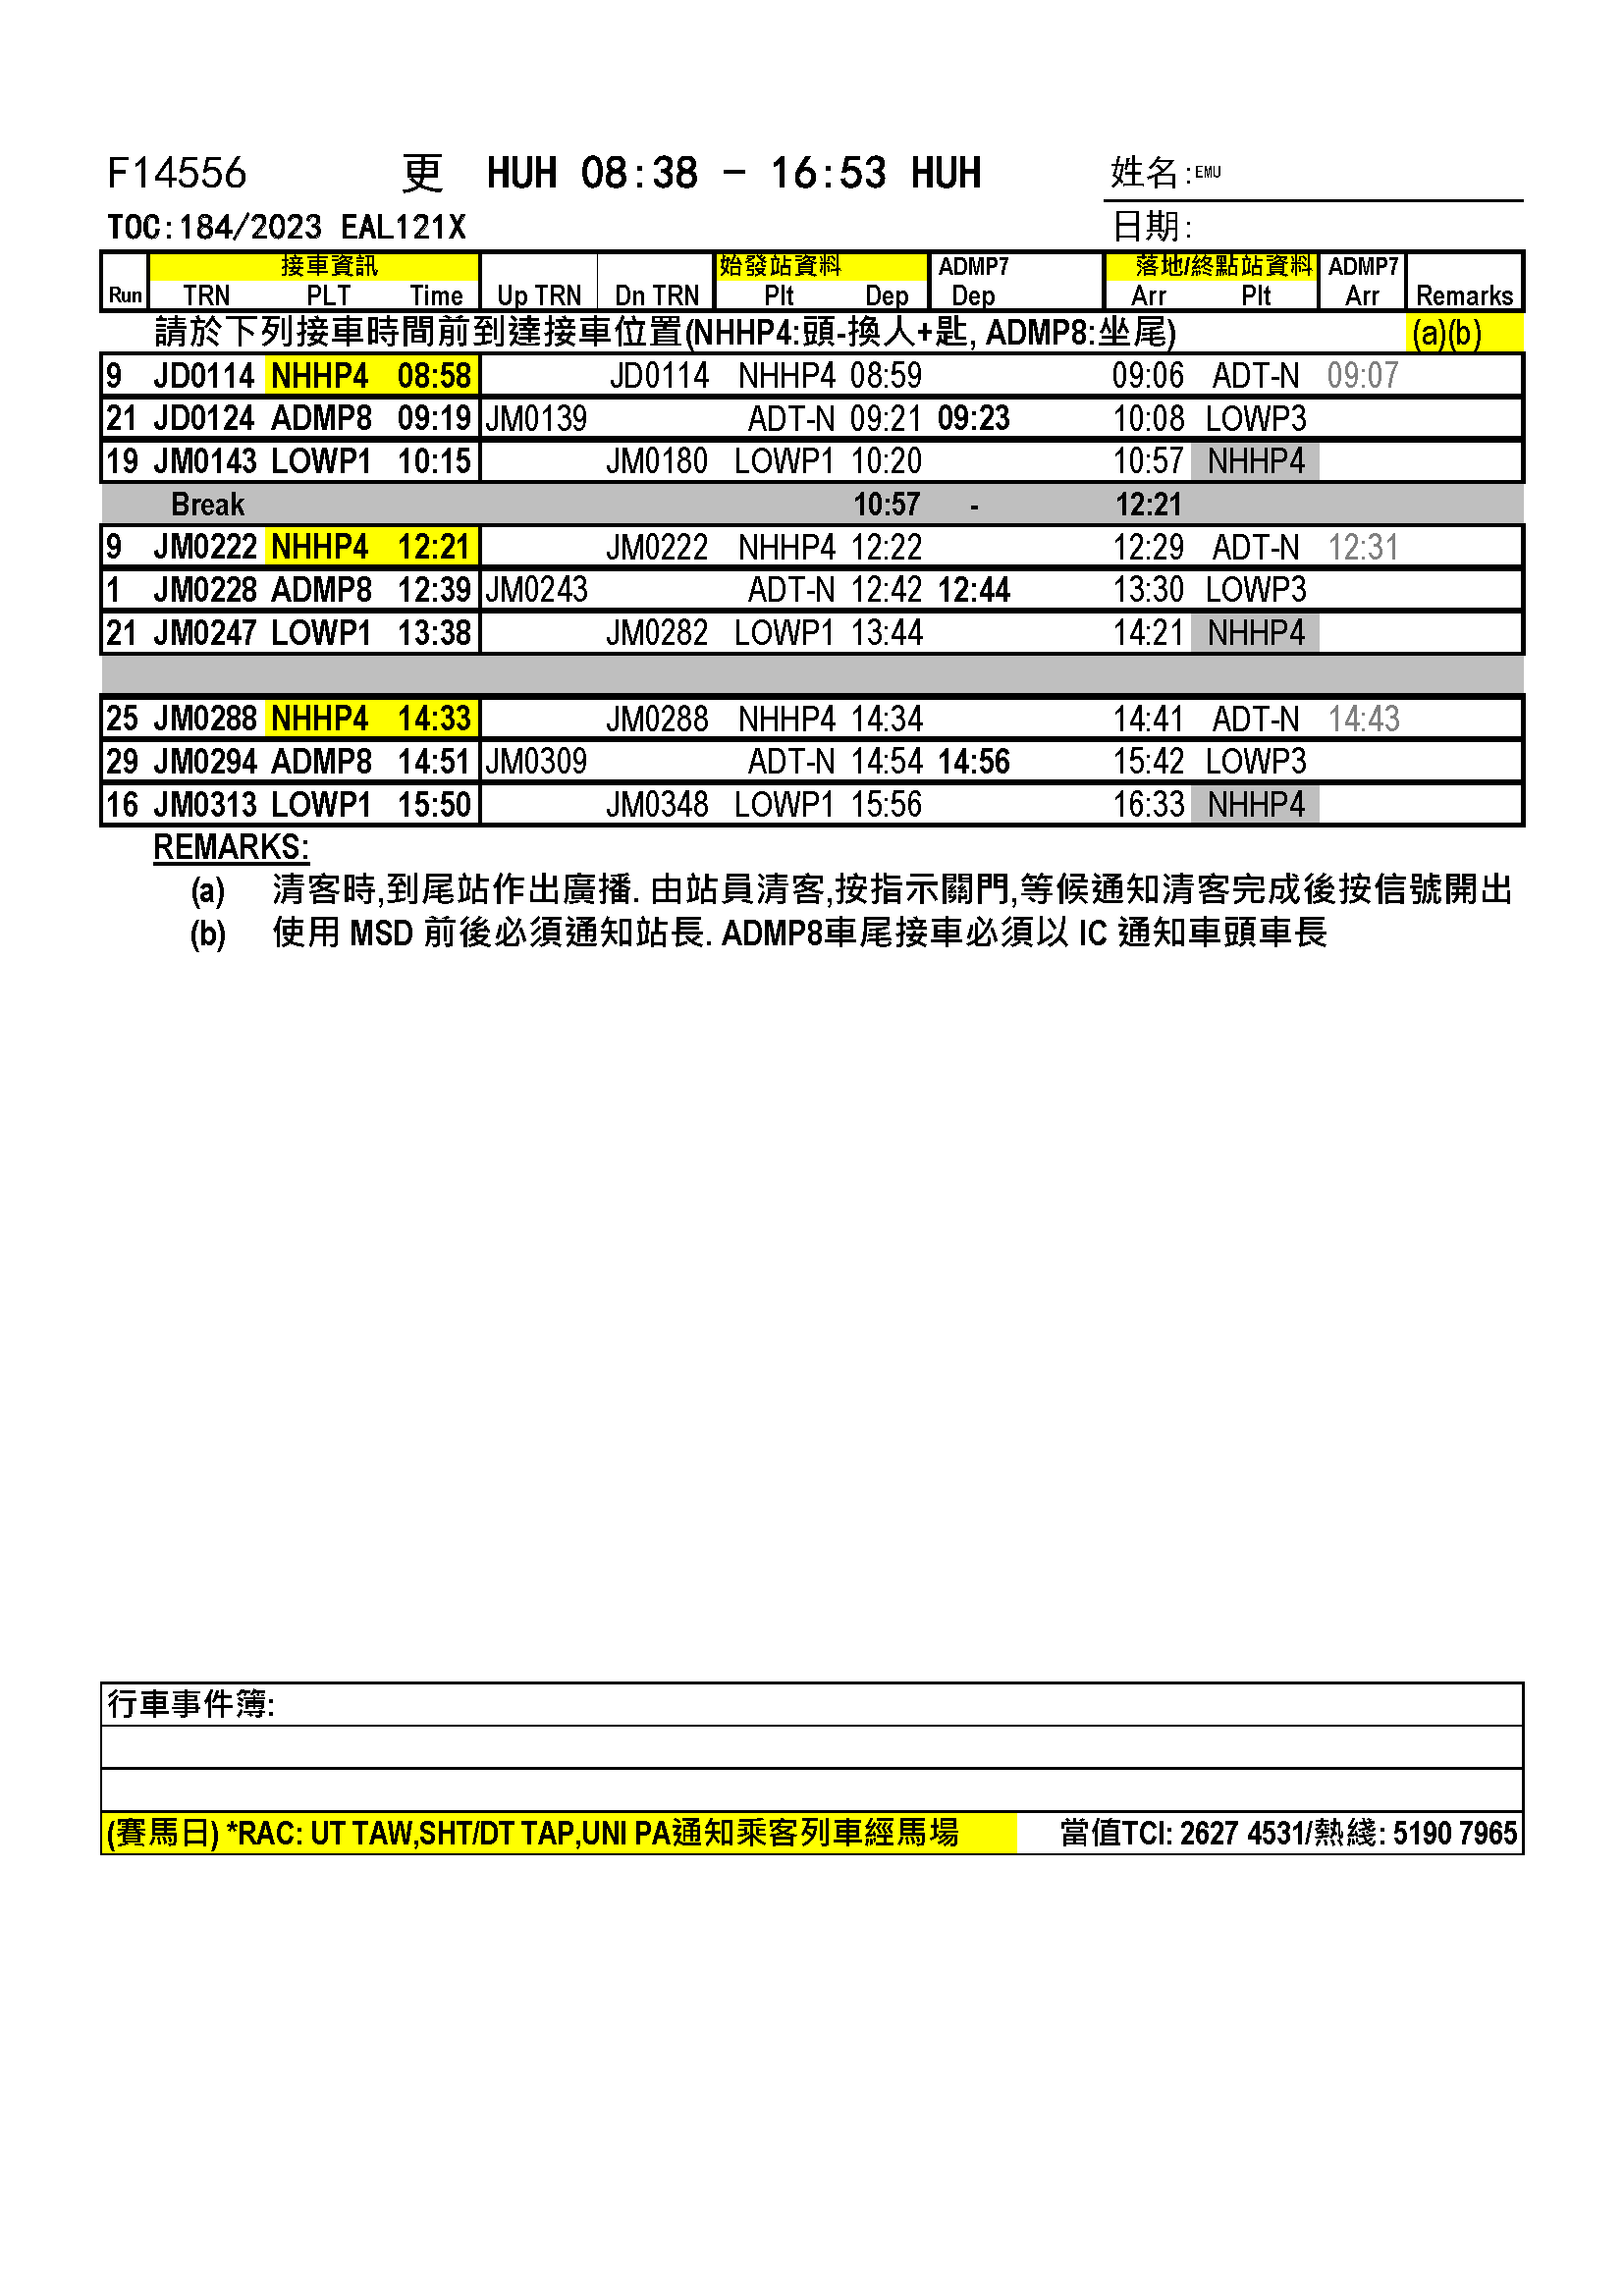 F14556 更 HUH 08:38 - 16:53 HUH 姓名:EMU
TOC:184/2023 EAL121X 日期:
接車資訊 始發站資料 ADMP7 落地/終點站資料 ADMP7
Run TRN PLT Time Up TRN Dn TRN Plt Dep Dep Arr Plt Arr Remarks
請於下列接車時間前到達接車位置(NHHP4:頭-換人+匙, ADMP8:坐尾) (a)(b)
9 JD0114 NHHP4 08:58 JD0114 NHHP4 08:59 09:06 ADT-N 09:07
21 JD0124 ADMP8 09:19 JM0139 ADT-N 09:21 09:23 10:08 LOWP3
19 JM0143 LOWP1 10:15 JM0180 LOWP1 10:20 10:57 NHHP4
Break 10:57 - 12:21
9 JM0222 NHHP4 12:21 JM0222 NHHP4 12:22 12:29 ADT-N 12:31
1 JM0228 ADMP8 12:39 JM0243 ADT-N 12:42 12:44 13:30 LOWP3
21 JM0247 LOWP1 13:38 JM0282 LOWP1 13:44 14:21 NHHP4
25 JM0288 NHHP4 14:33 JM0288 NHHP4 14:34 14:41 ADT-N 14:43
29 JM0294 ADMP8 14:51 JM0309 ADT-N 14:54 14:56 15:42 LOWP3
16 JM0313 LOWP1 15:50 JM0348 LOWP1 15:56 16:33 NHHP4
REMARKS:
(a) 清客時,到尾站作出廣播. 由站員清客,按指示關門,等候通知清客完成後按信號開出
(b) 使用 MSD 前後必須通知站長. ADMP8車尾接車必須以 IC 通知車頭車長
行車事件簿:
(賽馬日) *RAC: UT TAW,SHT/DT TAP,UNI PA通知乘客列車經馬場 當值TCI: 2627 4531/熱綫: 5190 7965